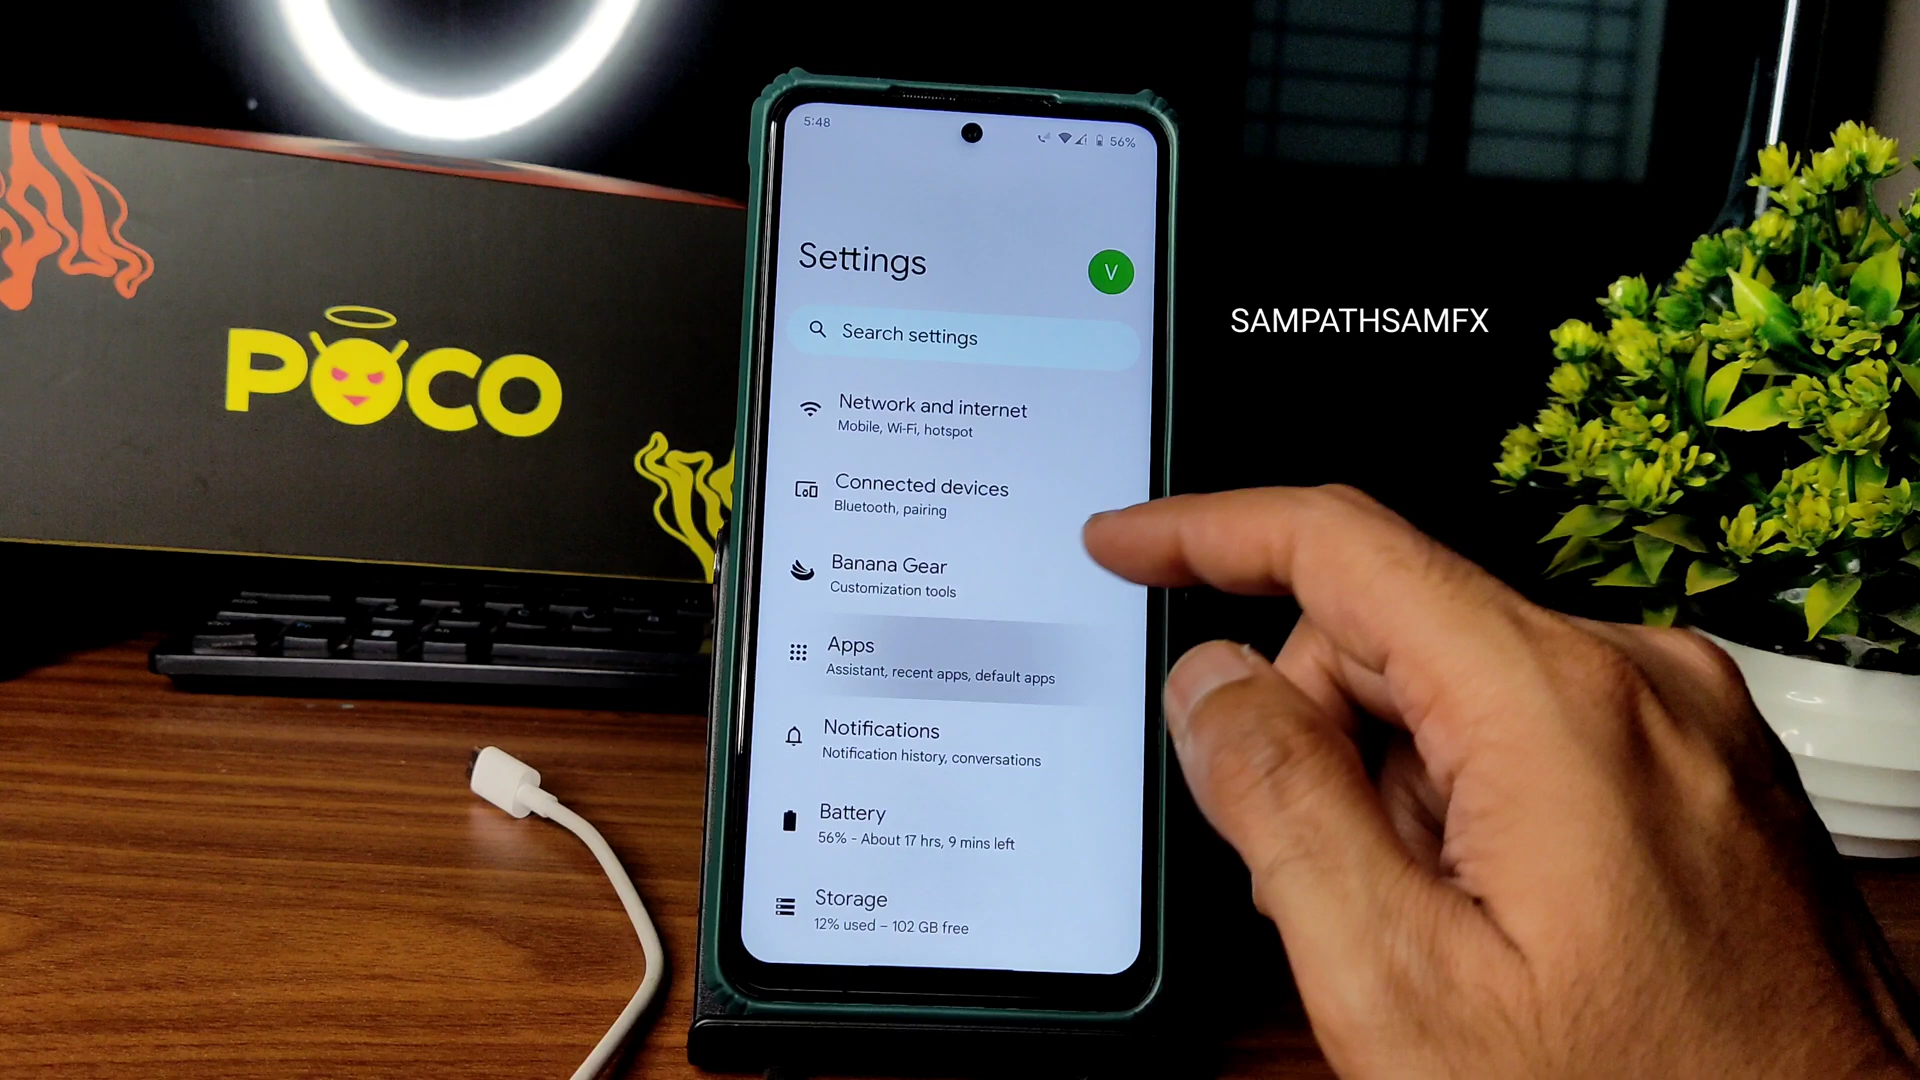 POCO
5:48
56%
Settings
V
Search settings
Network and internet
Mobile, Wi-Fi, hotspot
Connected devices
Bluetooth, pairing
Banana Gear
Customization tools
Apps
Assistant, recent apps, default apps
Notifications
Notification history, conversations
Battery
56% - About 17 hrs, 9 mins left
Storage
12% used – 102 GB free
SAMPATHSAMFX